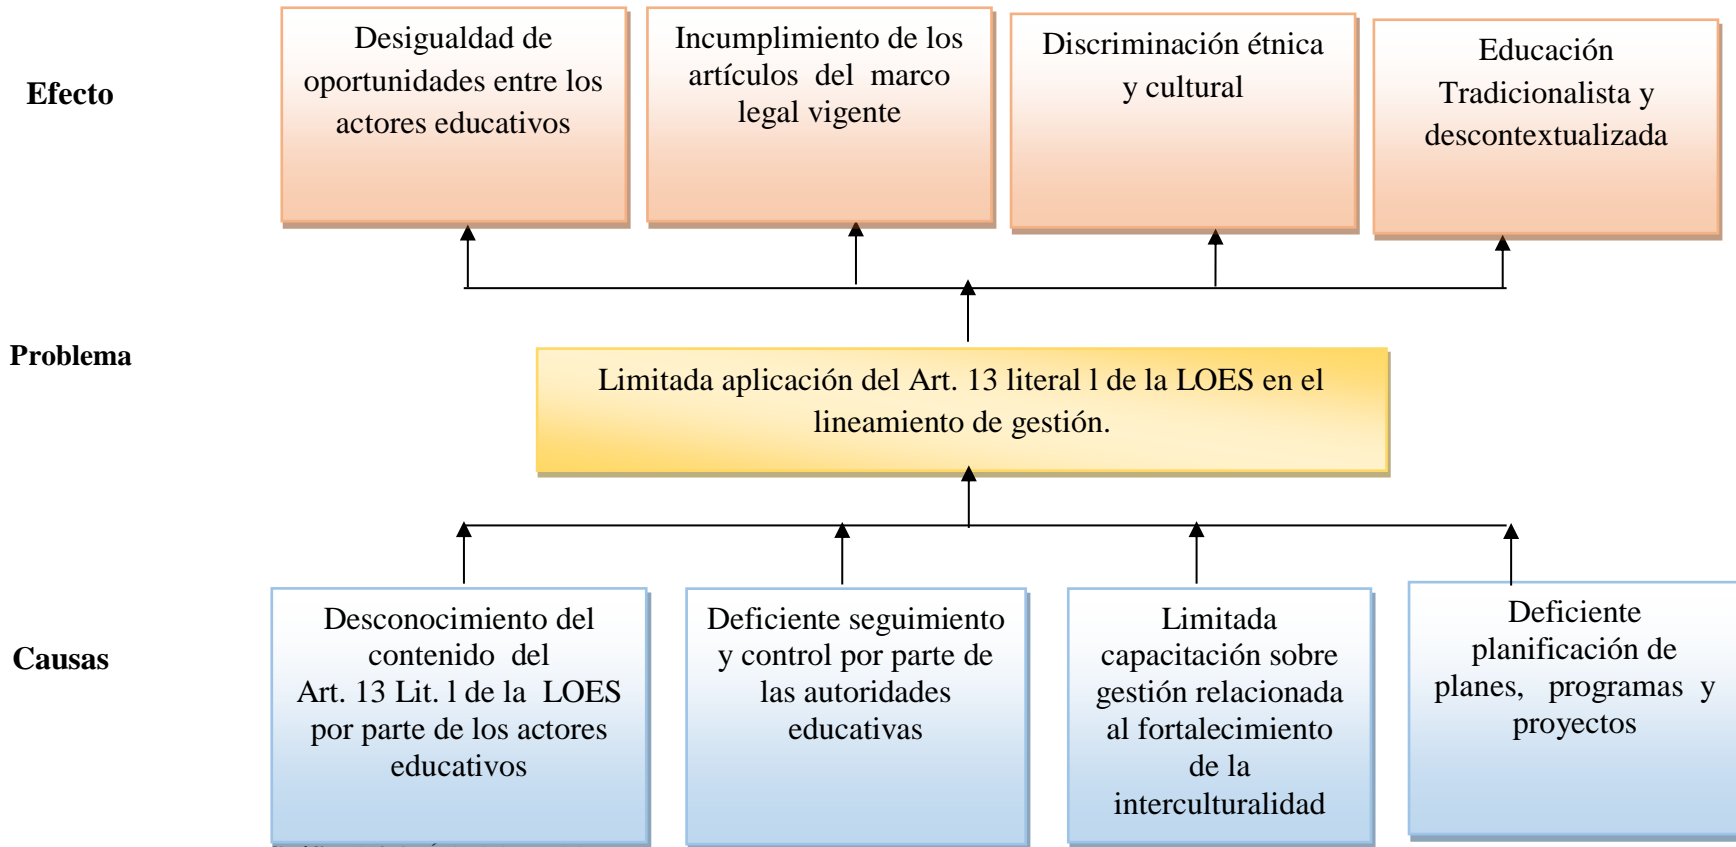 Efecto
Desigualdad de
oportunidades entre los
actores educativos
Incumplimiento de los
artículos del marco
legal vigente
Discriminación étnica
y cultural
Educación
Tradicionalista y
descontextualizada
Problema
Limitada aplicación del Art. 13 literal l de la LOES en el
lineamiento de gestión.
Causas
Desconocimiento del
contenido del
Art. 13 Lit. l de la LOES
por parte de los actores
educativos
Deficiente seguimiento
y control por parte de
las autoridades
educativas
Limitada
capacitación sobre
gestión relacionada
al fortalecimiento
de la
interculturalidad
Deficiente
planificación de
planes, programas y
proyectos